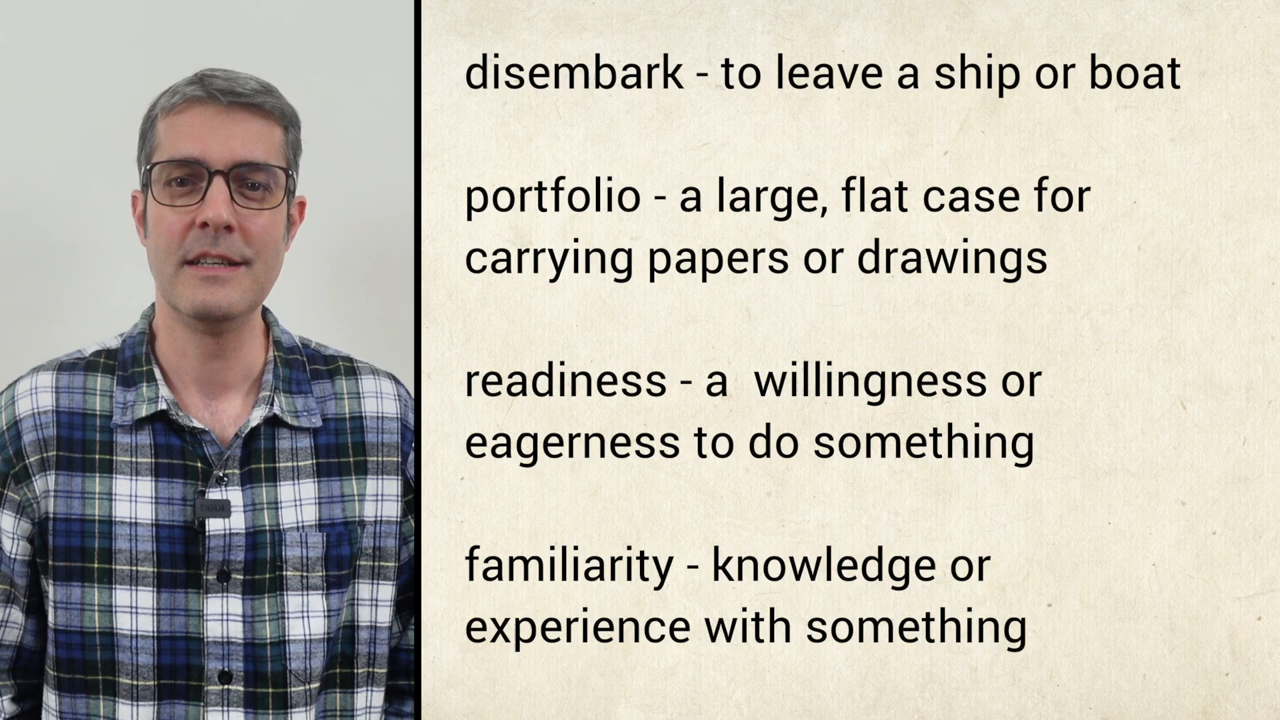 disembark - to leave a ship or boat
portfolio - a large, flat case for
carrying papers or drawings
readiness - a  willingness or
eagerness to do something
familiarity - knowledge or
experience with something